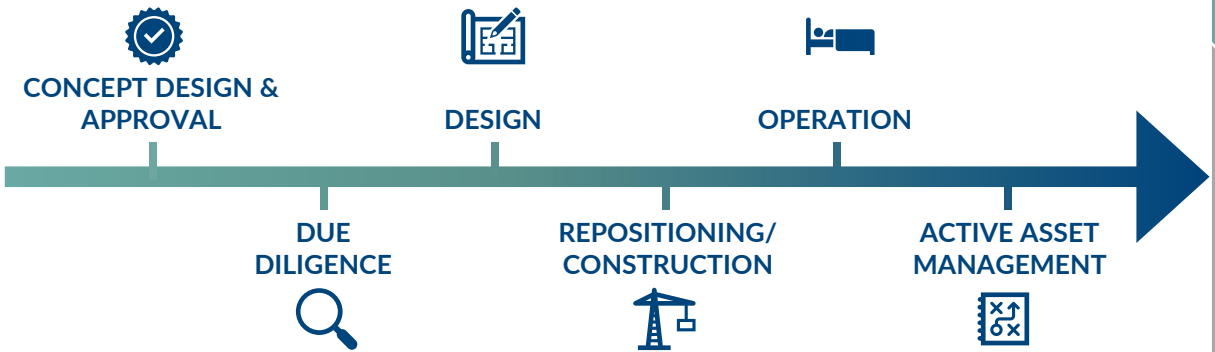 CONCEPT DESIGN &
APPROVAL
DUE
DILIGENCE
DESIGN
REPOSITIONING/
CONSTRUCTION
OPERATION
ACTIVE ASSET
MANAGEMENT